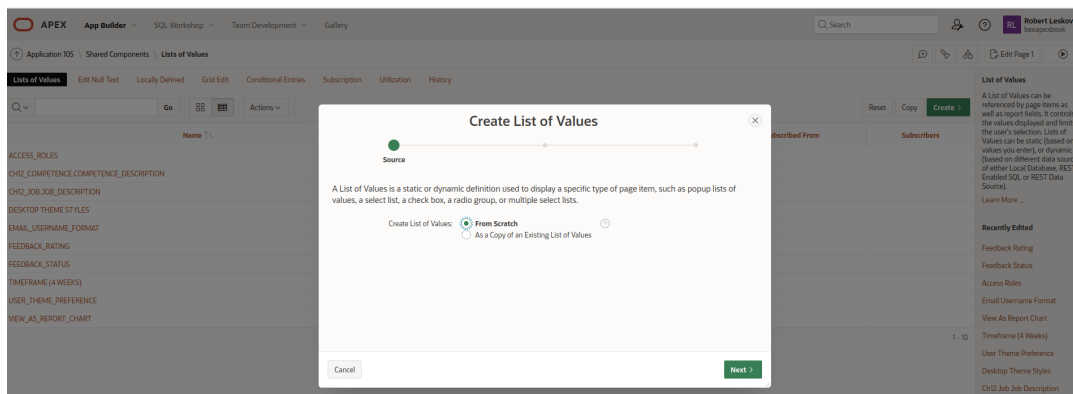 APEX App Builder SQL Workshop Team Development Gallery Search RL Robert Leskov
beeapexbook
Application 105 \ Shared Components \ Lists of Values Edit Page 1
Lists of Values Edit Null Text Locally Defined Grid Edit Conditional Entries Subscription Utilization History
Go Actions Reset Copy Create >
Name Subscribed From Subscribers
ACCESS_ROLES
CH12_COMPETENCE.COMPETENCE_DESCRIPTION
CH12_JOB.JOB_DESCRIPTION
DESKTOP THEME STYLES
EMAIL_USERNAME_FORMAT
FEEDBACK_RATING
FEEDBACK_STATUS
TIMEFRAME (4 WEEKS)
USER_THEME_PREFERENCE
VIEW_AS_REPORT_CHART
1 - 10
Create List of Values
Source
A List of Values is a static or dynamic definition used to display a specific type of page item, such as popup lists of
values, a select list, a check box, a radio group, or multiple select lists.
Create List of Values: From Scratch
As a Copy of an Existing List of Values
Cancel Next >
List of Values
A List of Values can be
referenced by page items as
well as report fields. It controls
the values displayed and limits
the user's selection. Lists of
Values can be static (based on
values you enter), or dynamic
(based on different data sourc
of either Local Database, REST
Enabled SQL or REST Data
Source).
Learn More ...
Recently Edited
Feedback Rating
Feedback Status
Access Roles
Email Username Format
View As Report Chart
Timeframe (4 Weeks)
User Theme Preference
Desktop Theme Styles
Ch12 Job Job Description